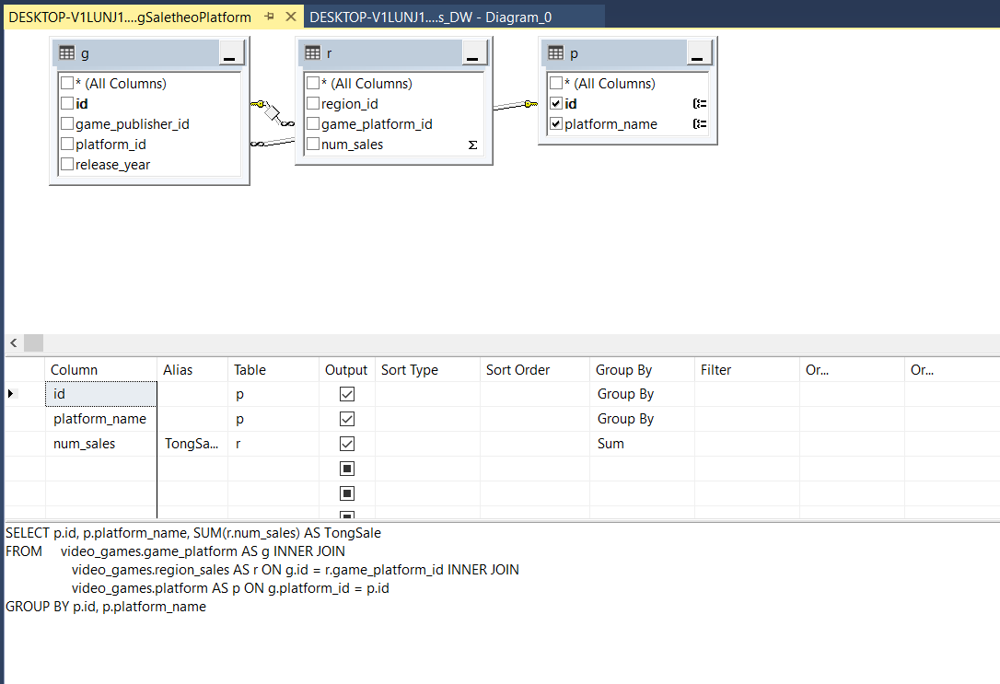 DESKTOP-V1LUNJ1....gSaletheoPlatform DESKTOP-V1LUNJ1....s_DW - Diagram_0
g
* (All Columns)
id
game_publisher_id
platform_id
release_year
r
* (All Columns)
region_id
game_platform_id
num_sales Σ
p
* (All Columns)
id
platform_name
Column Alias Table Output Sort Type Sort Order Group By Filter Or... Or...
id p Group By
platform_name p Group By
num_sales TongSa... r Sum
SELECT p.id, p.platform_name, SUM(r.num_sales) AS TongSale
FROM video_games.game_platform AS g INNER JOIN
video_games.region_sales AS r ON g.id = r.game_platform_id INNER JOIN
video_games.platform AS p ON g.platform_id = p.id
GROUP BY p.id, p.platform_name